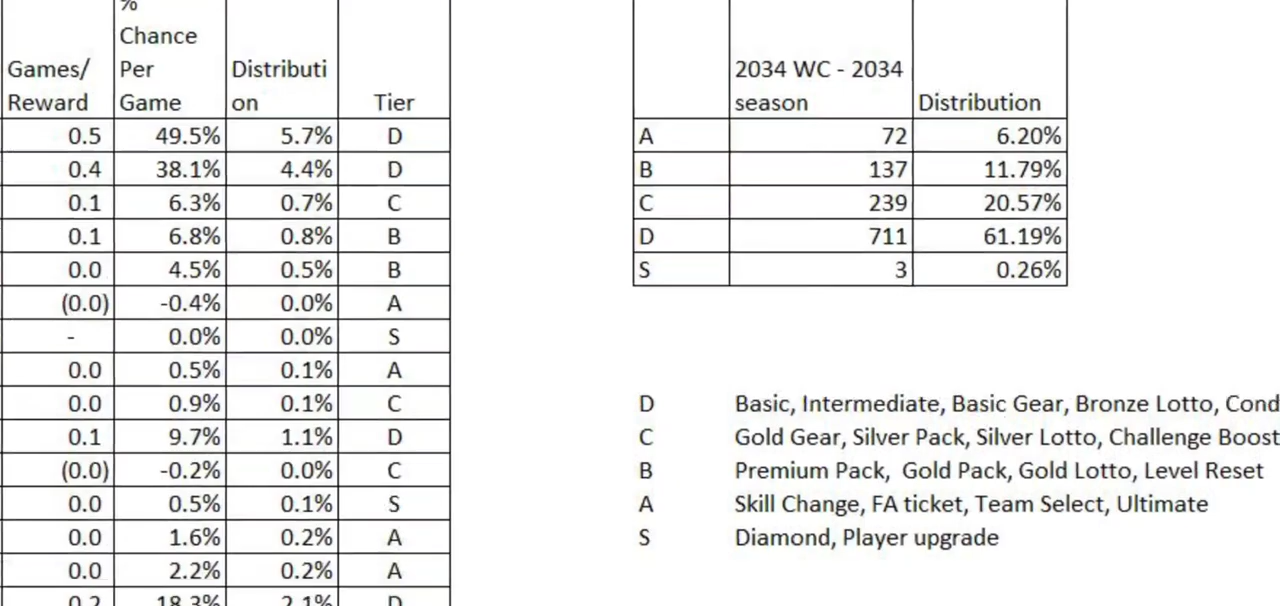 %
Chance
Games/ Per Distributi
Reward Game on Tier
0.5 49.5% 5.7% D
0.4 38.1% 4.4% D
0.1 6.3% 0.7% C
0.1 6.8% 0.8% B
0.0 4.5% 0.5% B
(0.0) -0.4% 0.0% A
- 0.0% 0.0% S
0.0 0.5% 0.1% A
0.0 0.9% 0.1% C
0.1 9.7% 1.1% D
(0.0) -0.2% 0.0% C
0.0 0.5% 0.1% S
0.0 1.6% 0.2% A
0.0 2.2% 0.2% A
0.2 18.3% 2.1% D
2034 WC - 2034
season Distribution
A 72 6.20%
B 137 11.79%
C 239 20.57%
D 711 61.19%
S 3 0.26%
D Basic, Intermediate, Basic Gear, Bronze Lotto, Cond
C Gold Gear, Silver Pack, Silver Lotto, Challenge Boost
B Premium Pack, Gold Pack, Gold Lotto, Level Reset
A Skill Change, FA ticket, Team Select, Ultimate
S Diamond, Player upgrade